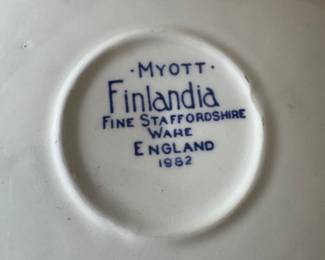 · MYOTT ·
Finlandia
FINE STAFFORDSHIRE
WARE
ENGLAND
1982